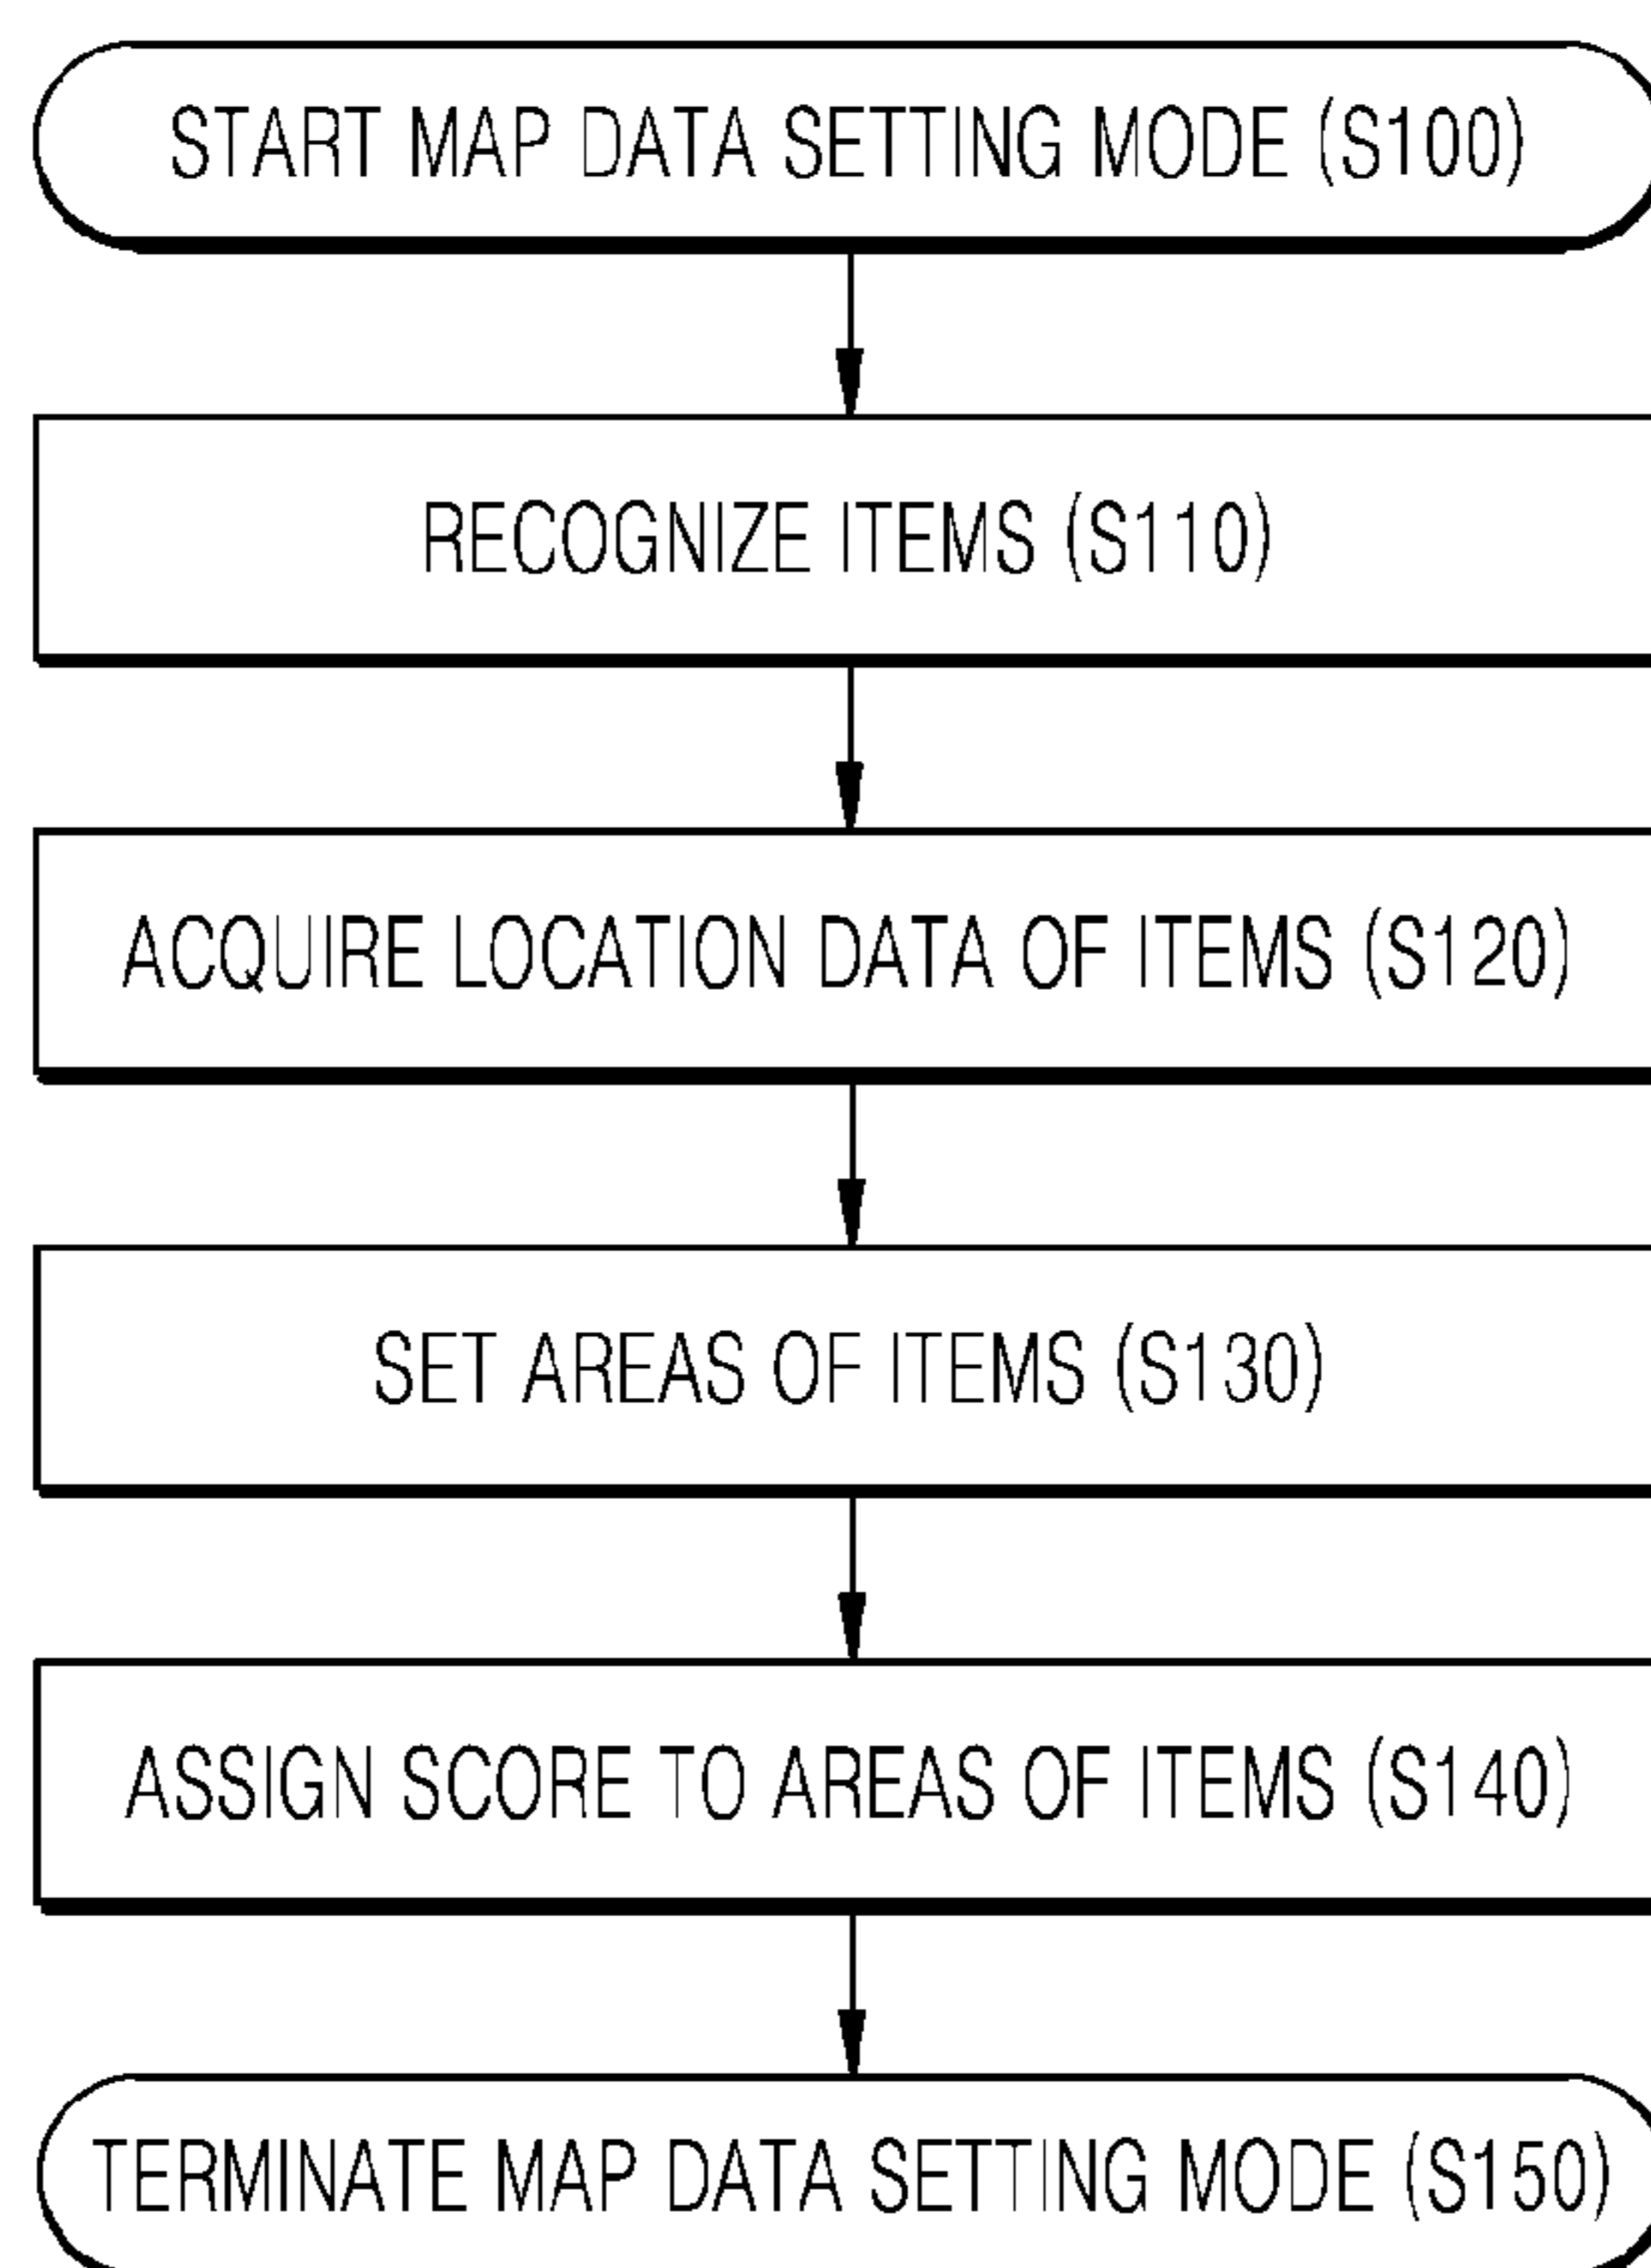 START MAP DATA SETTING MODE (S100)
RECOGNIZE ITEMS (S110)
ACQUIRE LOCATION DATA OF ITEMS (S120)
SET AREAS OF ITEMS (S130)
ASSIGN SCORE TO AREAS OF ITEMS (S140)
TERMINATE MAP DATA SETTING MODE (S150)